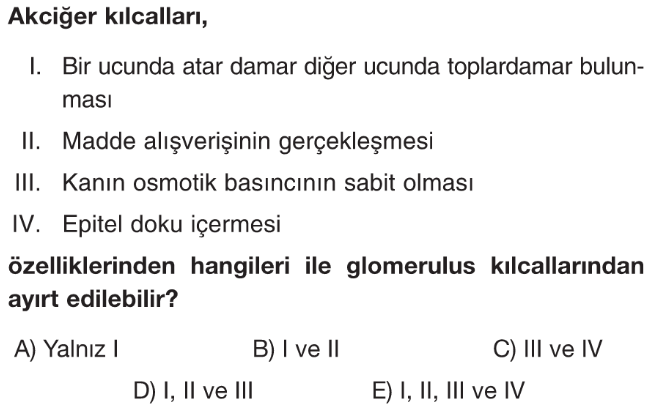 Akciğer kılcalları,
I. Bir ucunda atar damar diğer ucunda toplardamar bulun-
ması
II. Madde alışverişinin gerçekleşmesi
III. Kanın osmotik basıncının sabit olması
IV. Epitel doku içermesi
özelliklerinden hangileri ile glomerulus kılcallarından
ayırt edilebilir?
A) Yalnız I B) I ve II C) III ve IV
D) I, II ve III E) I, II, III ve IV